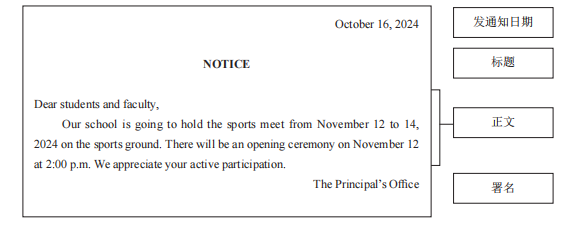 October 16, 2024
发通知日期
NOTICE
标题
Dear students and faculty,
Our school is going to hold the sports meet from November 12 to 14,
2024 on the sports ground. There will be an opening ceremony on November 12
at 2:00 p.m. We appreciate your active participation.
正文
The Principal's Office
署名